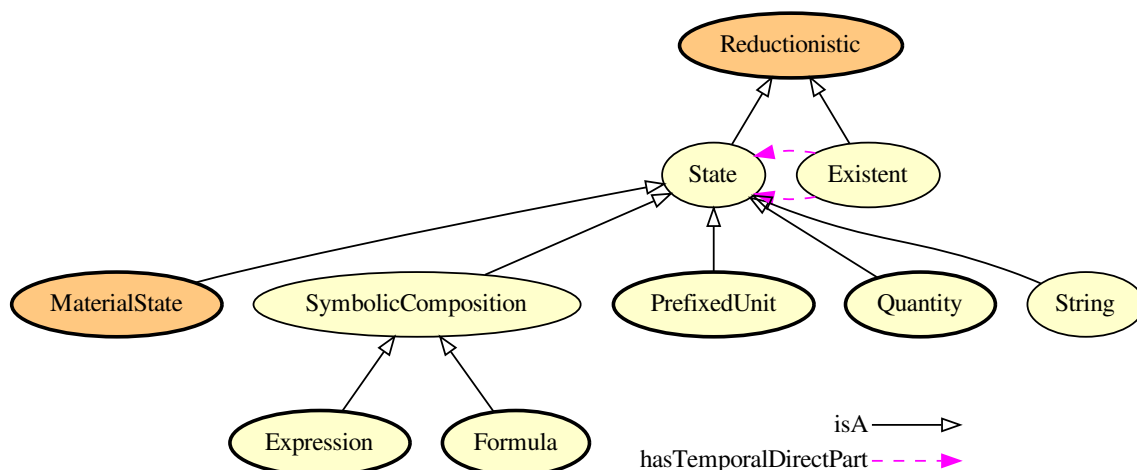 Reductionistic
State
Existent
MaterialState
SymbolicComposition
PrefixedUnit
Quantity
String
Expression
Formula
isA
hasTemporalDirectPart